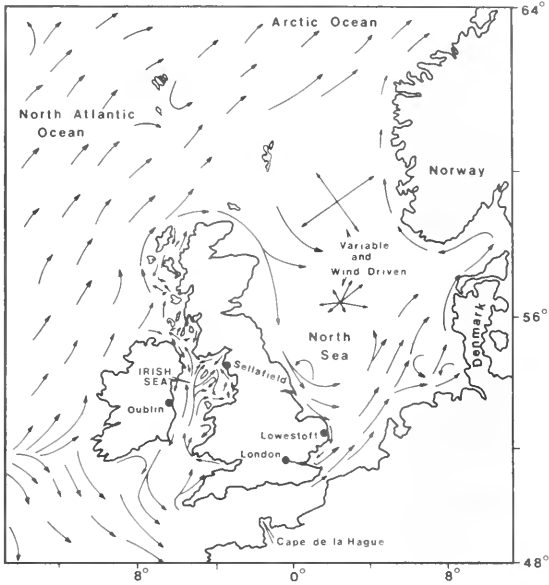 Arctic Ocean
64°
North Atlantic
Ocean
Norway
Variable
and
Wind Driven
56°
North
Sea
Denmark
IRISH
SEA
Sellafield
Dublin
Lowestoft
London
Cape de la Hague
48°
8°
0°
8°